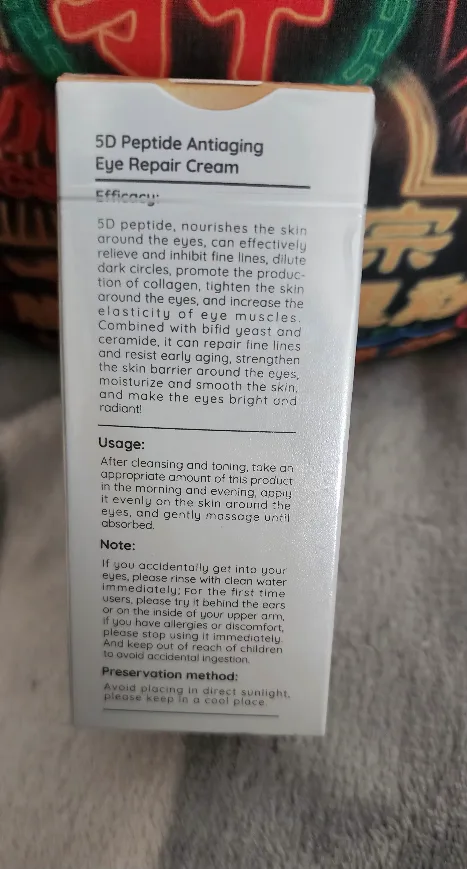 5D Peptide Antiaging
Eye Repair Cream
Efficacy:
5D peptide, nourishes the skin
around the eyes, can effectively
relieve and inhibit fine lines, dilute
dark circles, promote the produc-
tion of collagen, tighten the skin
around the eyes, and increase the
elasticity of eye muscles.
Combined with bifid yeast and
ceramide, it can repair fine lines
and resist early aging, strengthen
the skin barrier around the eyes,
moisturize and smooth the skin,
and make the eyes bright and
radiant!
Usage:
After cleansing and toning, take an
appropriate amount of this product
in the morning and evening, apply
it evenly on the skin around the
eyes, and gently massage until
absorbed.
Note:
If you accidentally get into your
eyes, please rinse with clean water
immediately; For the first time
users, please try it behind the ears
or on the inside of your upper arm,
if you have allergies or discomfort,
please stop using it immediately.
And keep out of reach of children
to avoid accidental ingestion.
Preservation method:
Avoid placing in direct sunlight,
please keep in a cool place.
宗